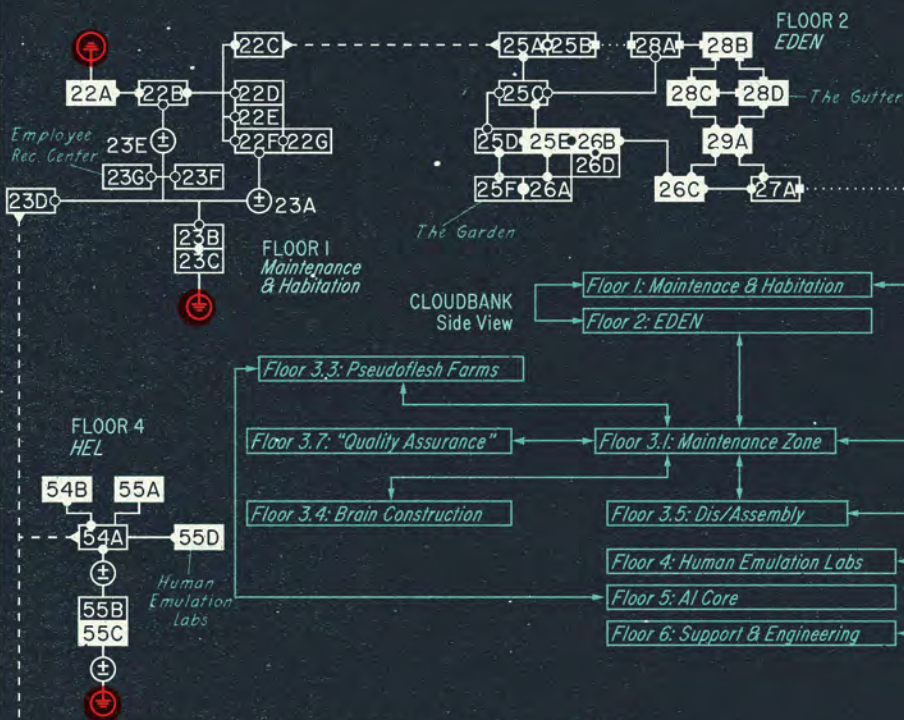 FLOOR 2
EDEN
22C
25A
25B
28A
28B
22A
22B
22D
25C
28C
28D
The Gutter
22E
Employee
Rec. Center
23E
22F
22G
25D
25E
26B
29A
26D
23G
23F
25F
26A
26C
27A
23D
23A
The Garden
23B
23C
FLOOR 1
Maintenance
& Habitation
CLOUDBANK
Side View
Floor 1: Maintenace & Habitation
Floor 2: EDEN
Floor 3.3: Pseudoflesh Farms
Floor 3.7: "Quality Assurance"
Floor 3.1: Maintenance Zone
Floor 3.4: Brain Construction
Floor 3.5: Dis/Assembly
Floor 4: Human Emulation Labs
Floor 5: AI Core
Floor 6: Support & Engineering
FLOOR 4
HEL
54B
55A
54A
55D
Human
Emulation
Labs
55B
55C